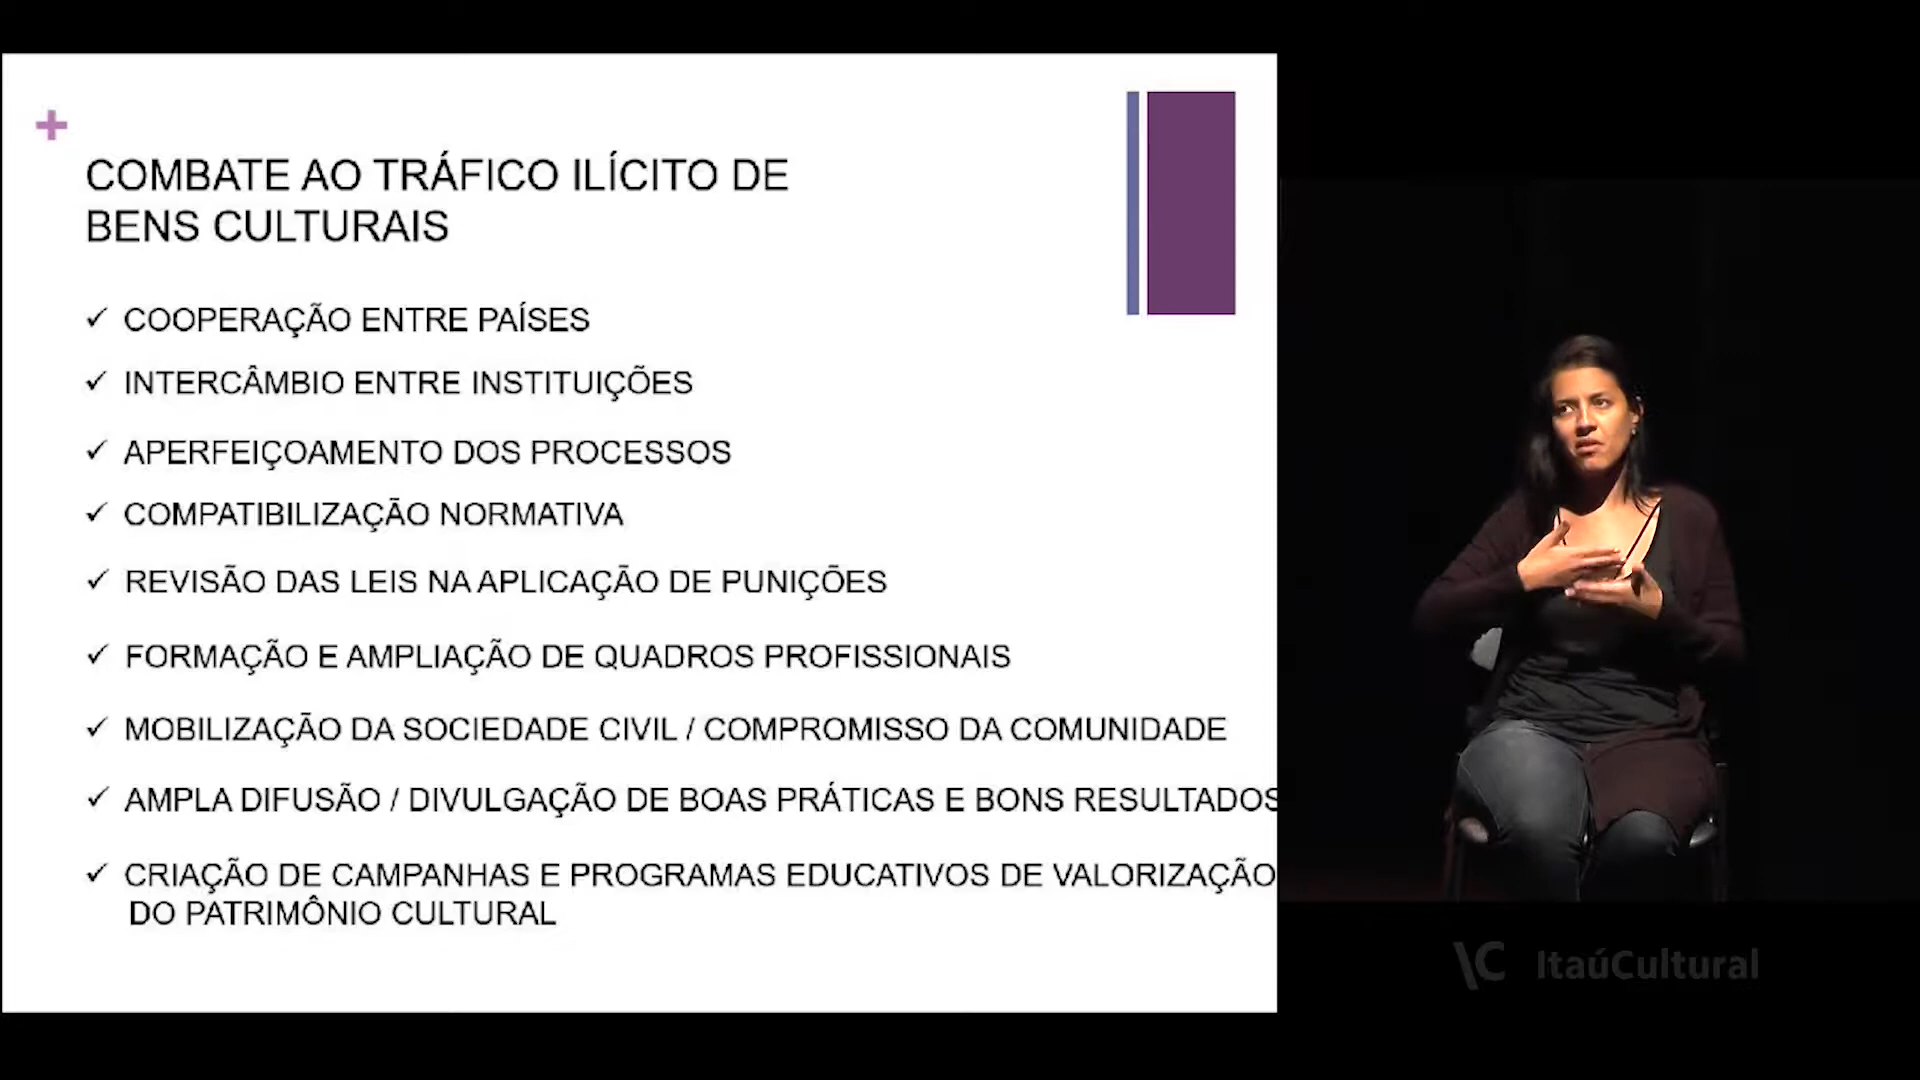 +
COMBATE AO TRÁFICO ILÍCITO DE
BENS CULTURAIS
✓ COOPERAÇÃO ENTRE PAÍSES
✓ INTERCÂMBIO ENTRE INSTITUIÇÕES
✓ APERFEIÇOAMENTO DOS PROCESSOS
✓ COMPATIBILIZAÇÃO NORMATIVA
✓ REVISÃO DAS LEIS NA APLICAÇÃO DE PUNIÇÕES
✓ FORMAÇÃO E AMPLIAÇÃO DE QUADROS PROFISSIONAIS
✓ MOBILIZAÇÃO DA SOCIEDADE CIVIL / COMPROMISSO DA COMUNIDADE
✓ AMPLA DIFUSÃO / DIVULGAÇÃO DE BOAS PRÁTICAS E BONS RESULTADOS
✓ CRIAÇÃO DE CAMPANHAS E PROGRAMAS EDUCATIVOS DE VALORIZAÇÃO
DO PATRIMÔNIO CULTURAL
\C ItaúCultural